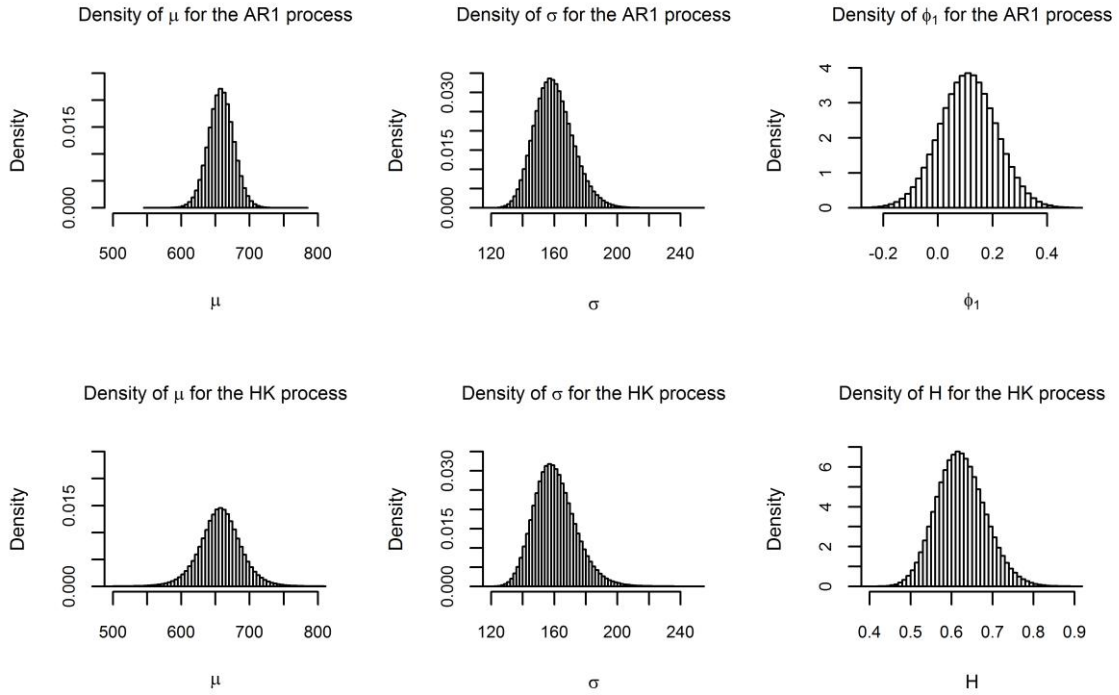 Density of μ for the AR1 process
Density
0.000 0.015
500 600 700 800
μ
Density of σ for the AR1 process
Density
0.000 0.015 0.030
120 160 200 240
σ
Density of ϕ₁ for the AR1 process
Density
0 1 2 3 4
-0.2 0.0 0.2 0.4
ϕ₁
Density of μ for the HK process
Density
0.000 0.015
500 600 700 800
μ
Density of σ for the HK process
Density
0.000 0.015 0.030
120 160 200 240
σ
Density of H for the HK process
Density
0 2 4 6
0.4 0.5 0.6 0.7 0.8 0.9
H